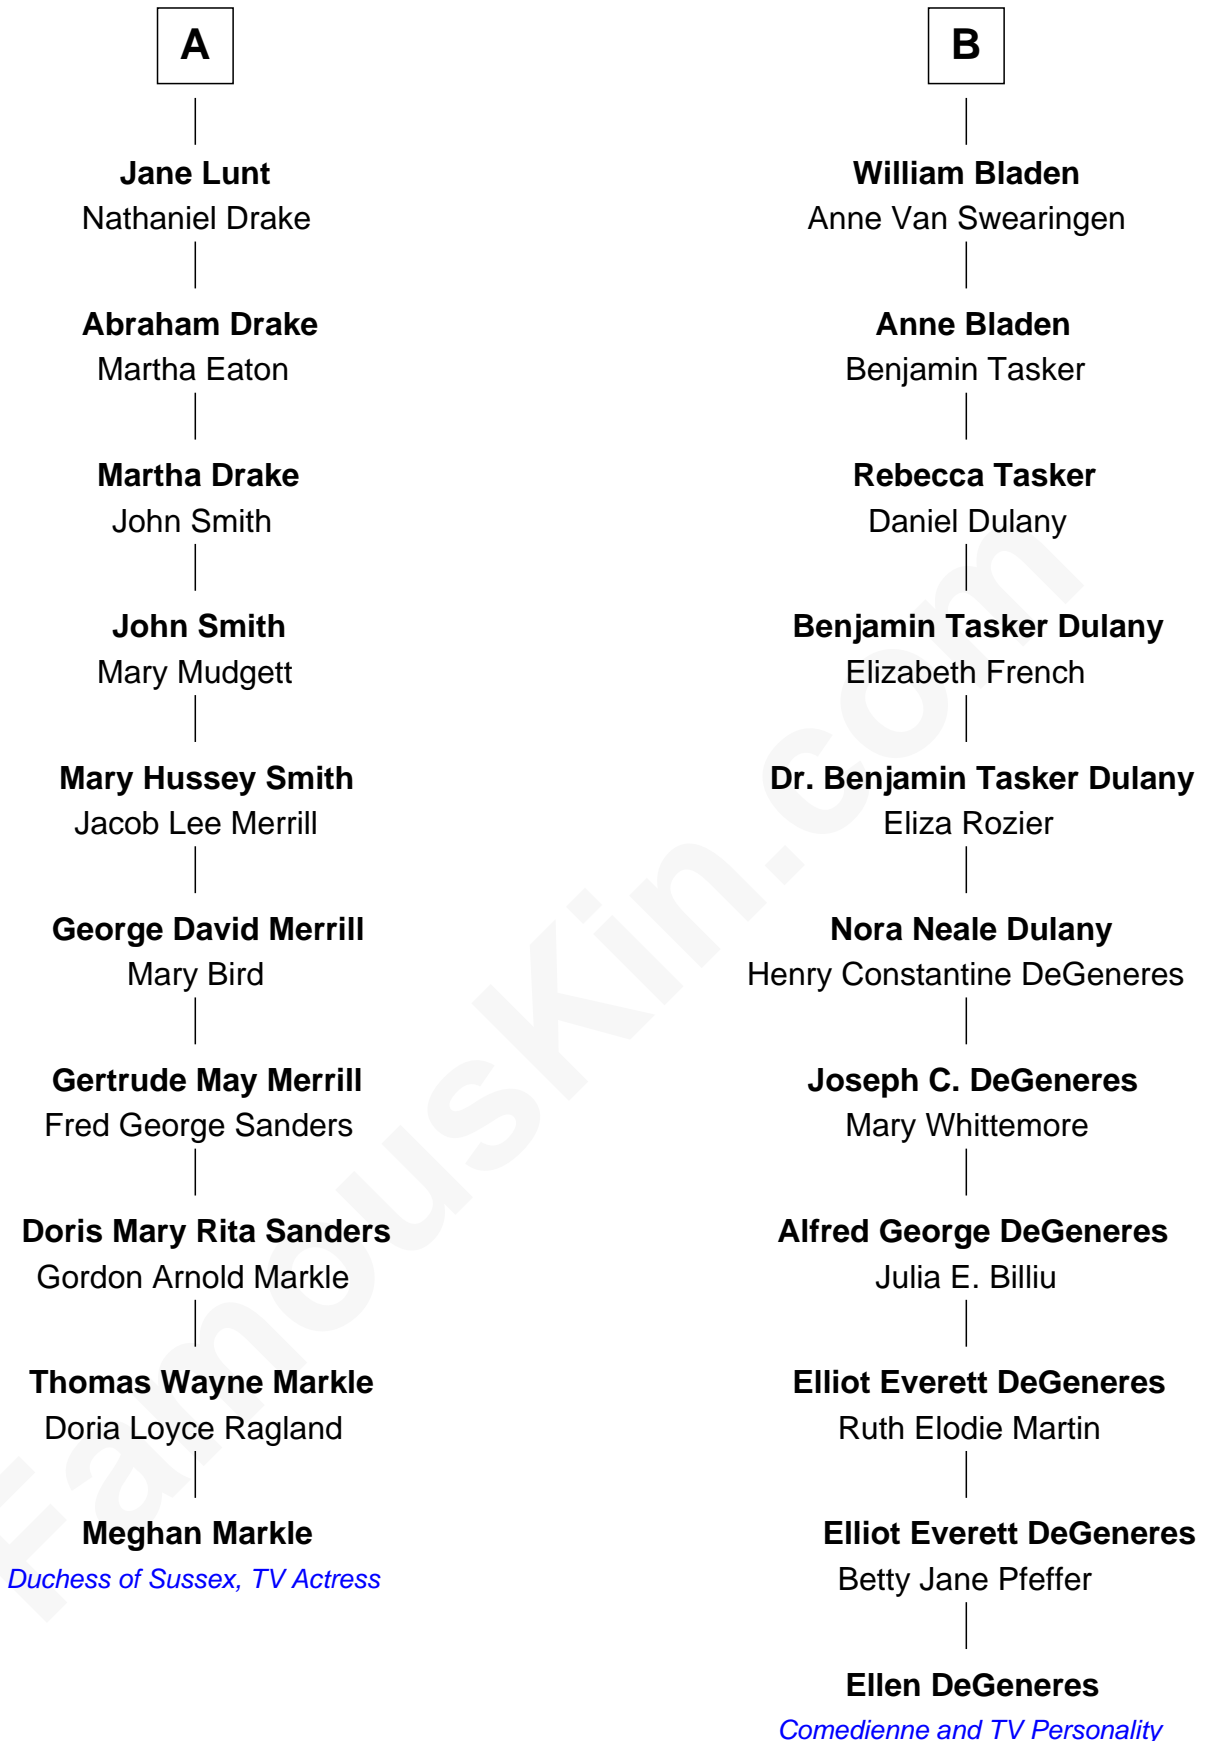 A
Jane Lunt
Nathaniel Drake
Abraham Drake
Martha Eaton
Martha Drake
John Smith
John Smith
Mary Mudgett
Mary Hussey Smith
Jacob Lee Merrill
George David Merrill
Mary Bird
Gertrude May Merrill
Fred George Sanders
Doris Mary Rita Sanders
Gordon Arnold Markle
Thomas Wayne Markle
Doria Loyce Ragland
Meghan Markle
Duchess of Sussex, TV Actress
B
William Bladen
Anne Van Swearingen
Anne Bladen
Benjamin Tasker
Rebecca Tasker
Daniel Dulany
Benjamin Tasker Dulany
Elizabeth French
Dr. Benjamin Tasker Dulany
Eliza Rozier
Nora Neale Dulany
Henry Constantine DeGeneres
Joseph C. DeGeneres
Mary Whittemore
Alfred George DeGeneres
Julia E. Billiu
Elliot Everett DeGeneres
Ruth Elodie Martin
Elliot Everett DeGeneres
Betty Jane Pfeffer
Ellen DeGeneres
Comedienne and TV Personality
FamousKin.com